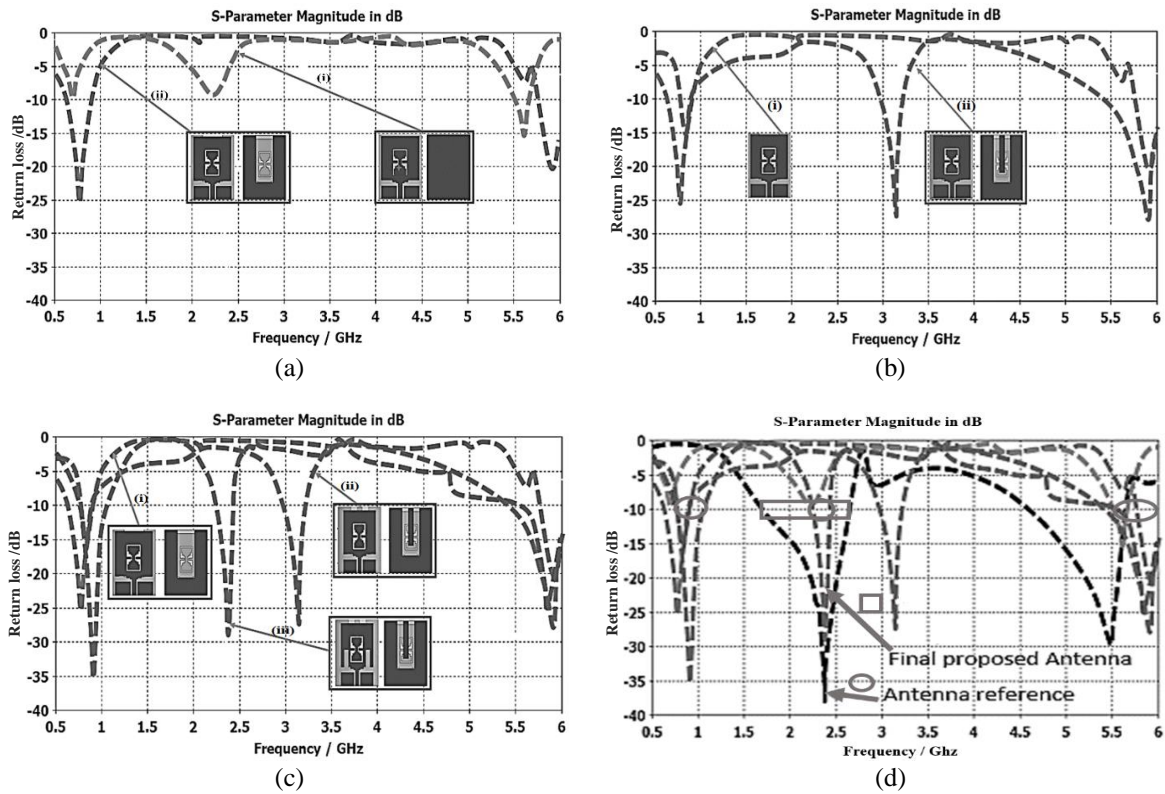 S-Parameter Magnitude in dB
0
-5
-10
-15
-20
-25
-30
-35
-40
Return loss /dB
(ii)
(i)
0.5 1 1.5 2 2.5 3 3.5 4 4.5 5 5.5 6
Frequency / GHz
(a)
S-Parameter Magnitude in dB
0
-5
-10
-15
-20
-25
-30
-35
-40
Return loss /dB
(i)
(ii)
0.5 1 1.5 2 2.5 3 3.5 4 4.5 5 5.5 6
Frequency / GHz
(b)
S-Parameter Magnitude in dB
0
-5
-10
-15
-20
-25
-30
-35
-40
Return loss /dB
(i)
(ii)
(iii)
0.5 1 1.5 2 2.5 3 3.5 4 4.5 5 5.5 6
Frequency / GHz
(c)
S-Parameter Magnitude in dB
0
-5
-10
-15
-20
-25
-30
-35
-40
Return loss /dB
Final proposed Antenna
Antenna reference
0.5 1 1.5 2 2.5 3 3.5 4 4.5 5 5.5 6
Frequency / Ghz
(d)